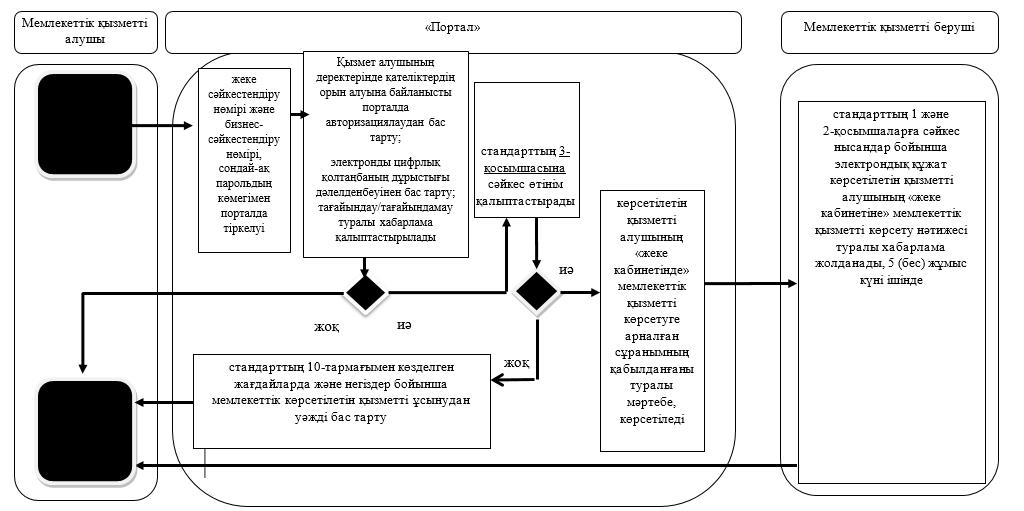 Мемлекеттік қызметті
алушы
«Портал»
Мемлекеттік қызметті беруші
жеке
сәйкестендіру
нөмірі және
бизнес-
сәйкестендіру
нөмірі,
сондай-ақ
парольдың
көмегімен
порталда
тіркелуі
Қызмет алушының
деректерінде қателіктердің
орын алуына байланысты
порталда
авторизациялаудан бас
тарту;
электронды цифрлық
қолтаңбаның дұрыстығы
дәлелденбеуінен бас тарту;
тағайындау/тағайындамау
туралы хабарлама
қалыптастырылады
стандарттың 3-
қосымшасына
сәйкес өтінім
қалыптастырады
көрсетілетін
қызметті
алушының
«жеке
кабинетінде»
мемлекеттік
қызметті
көрсетуге
арналған
сұранымның
қабылданғаны
туралы
мәртебе,
көрсетіледі
стандарттың 1 және
2-қосымшаларға сәйкес
нысандар бойынша
электрондық құжат
көрсетілетін қызметті
алушының «жеке
кабинетіне» мемлекеттік
қызметті көрсету нәтижесі
туралы хабарлама
жолданады, 5 (бес) жұмыс
күні ішінде
иә
жоқ
иә
жоқ
стандарттың 10-тармағымен көзделген
жағдайларда және негіздер бойынша
мемлекеттік көрсетілетін қызметті ұсынудан
уәжді бас тарту